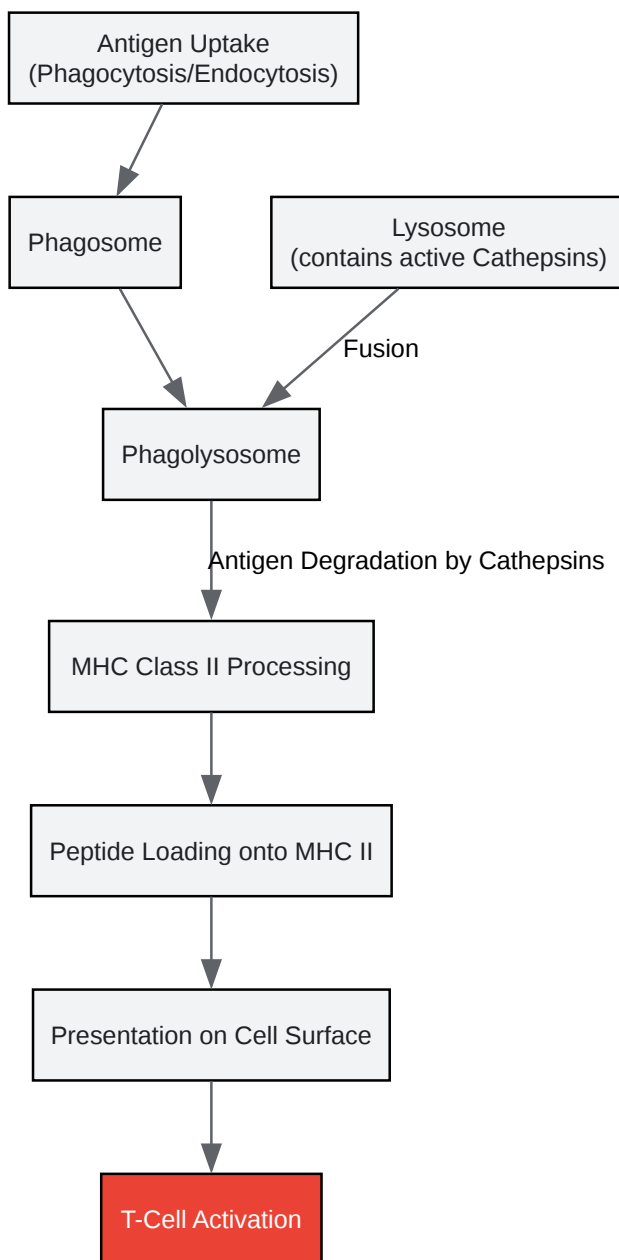 Antigen Uptake
(Phagocytosis/Endocytosis)
Phagosome
Lysosome
(contains active Cathepsins)
Fusion
Phagolysosome
Antigen Degradation by Cathepsins
MHC Class II Processing
Peptide Loading onto MHC II
Presentation on Cell Surface
T-Cell Activation